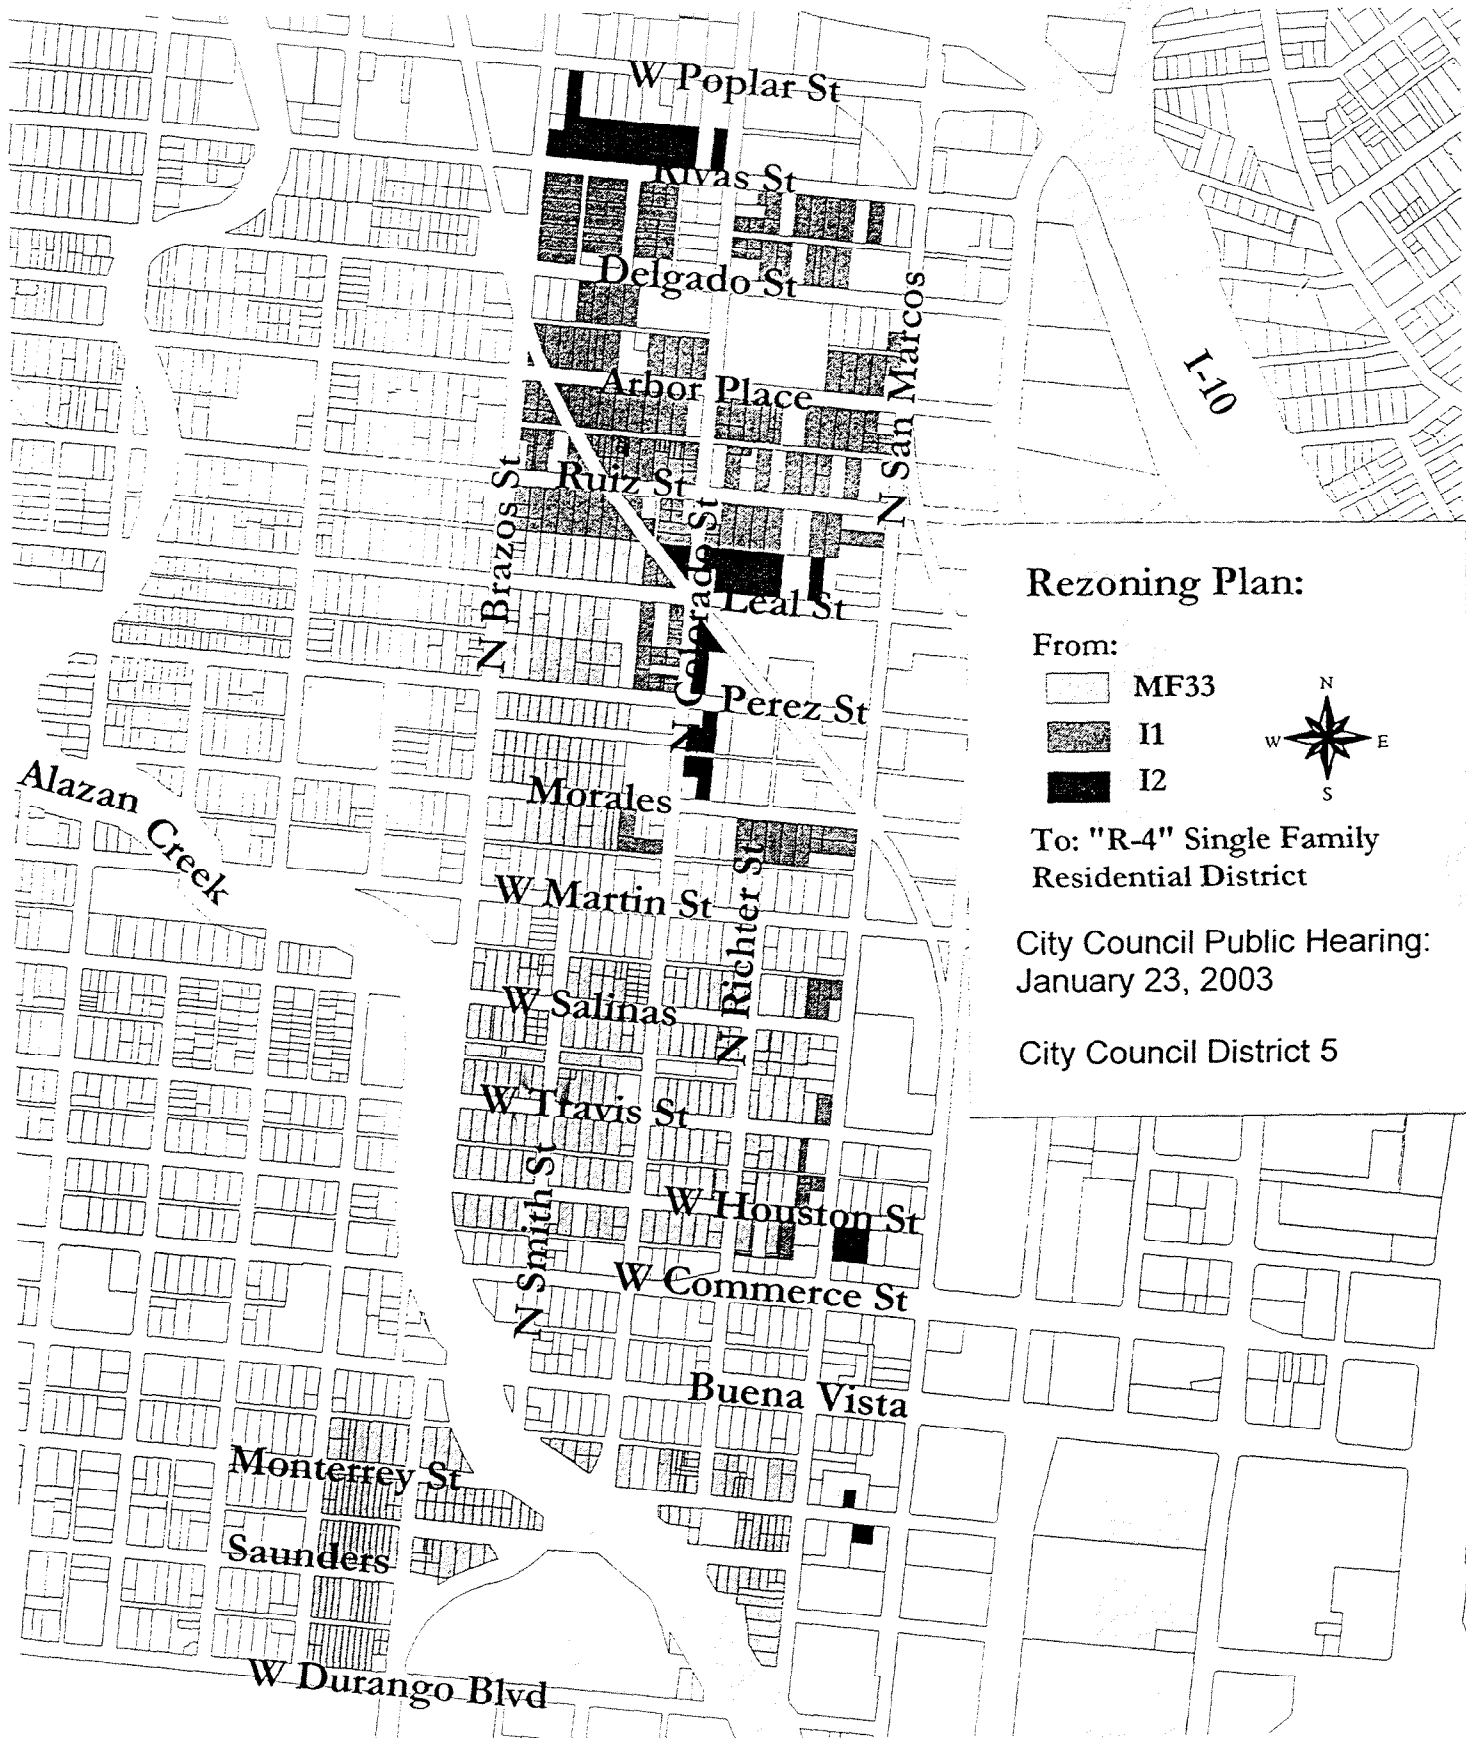 W Poplar St
Rivas St
Delgado St
N San Marcos
I-10
Arbor Place
Ruiz St
N Brazos St
N Colorado St
Leal St
Perez St
Morales
Alazan
Creek
W Martin St
N Richter St
W Salinas
W Travis St
N Smith St
W Houston St
W Commerce St
Buena Vista
Monterrey St
Saunders
W Durango Blvd
Rezoning Plan:
From:
MF33
I1
I2
N
W
E
S
To: "R-4" Single Family
Residential District
City Council Public Hearing:
January 23, 2003
City Council District 5